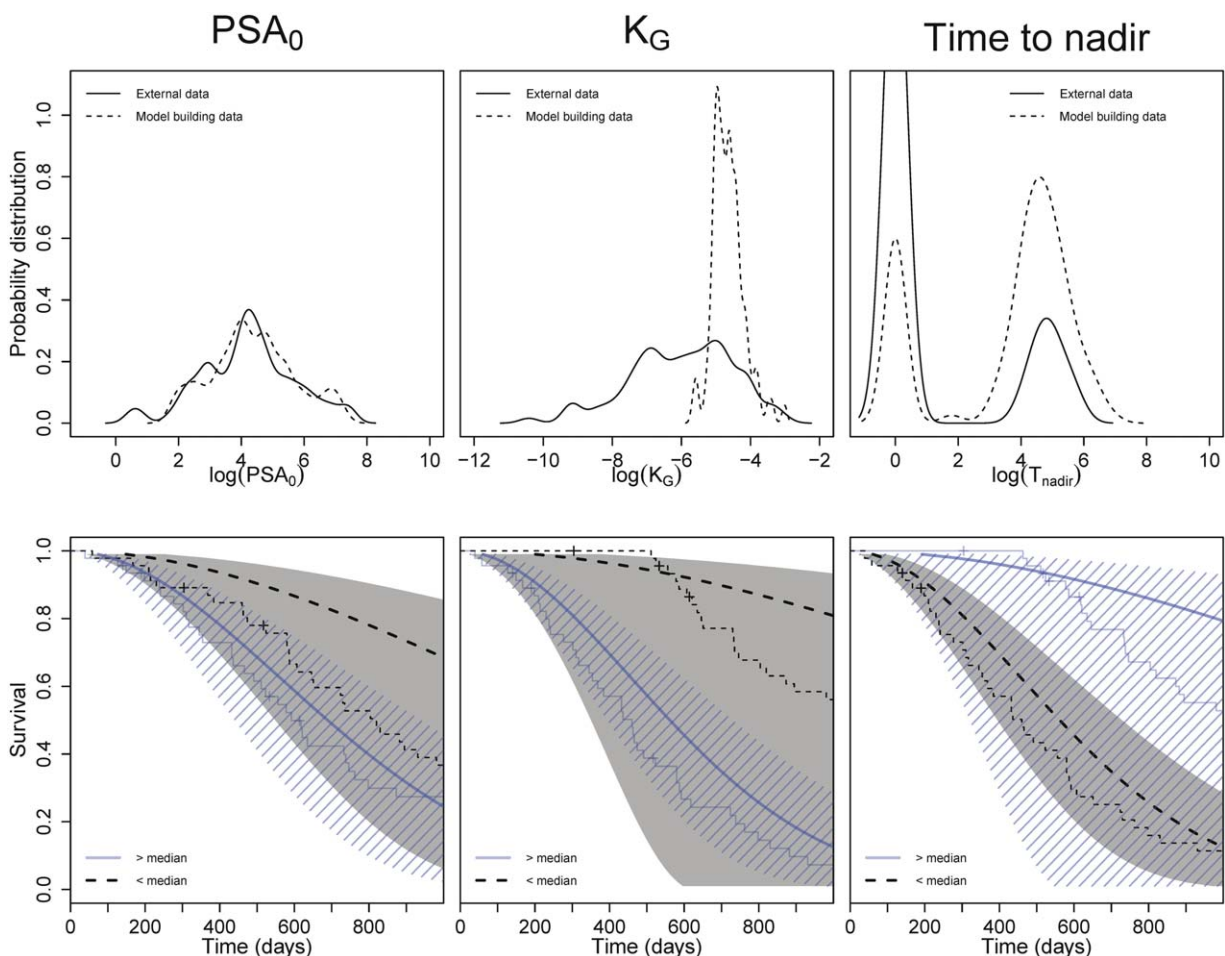 PSA₀
K_G
Time to nadir
External data
Model building data
External data
Model building data
External data
Model building data
Probability distribution
0.0 0.2 0.4 0.6 0.8 1.0
0 2 4 6 8 10
−12 −10 −8 −6 −4 −2
0 2 4 6 8 10
log(PSA₀)
log(K_G)
log(T_nadir)
Survival
0.0 0.2 0.4 0.6 0.8 1.0
> median
< median
> median
< median
> median
< median
0 200 400 600 800
0 200 400 600 800
0 200 400 600 800
Time (days)
Time (days)
Time (days)